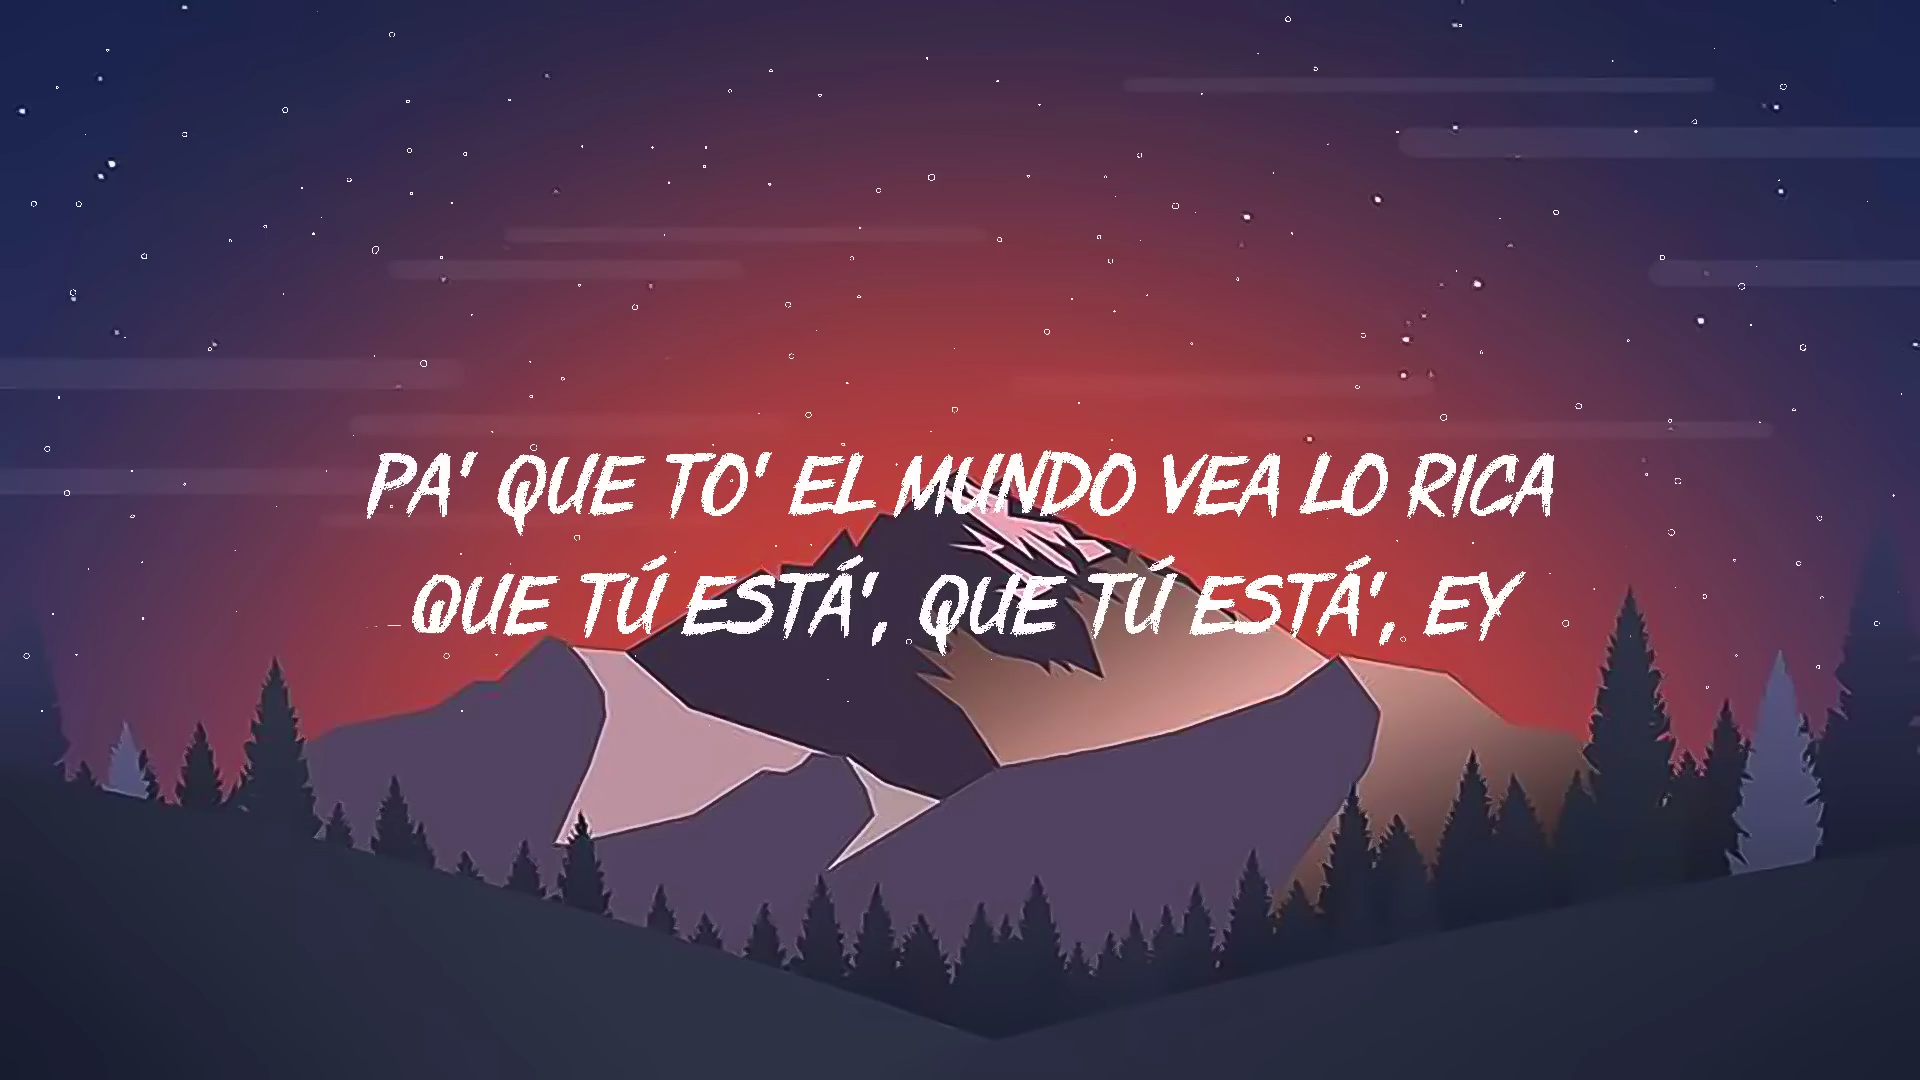 PA' QUE TO' EL MUNDO VEA LO RICA
QUE TÚ ESTÁ', QUE TÚ ESTÁ', EY